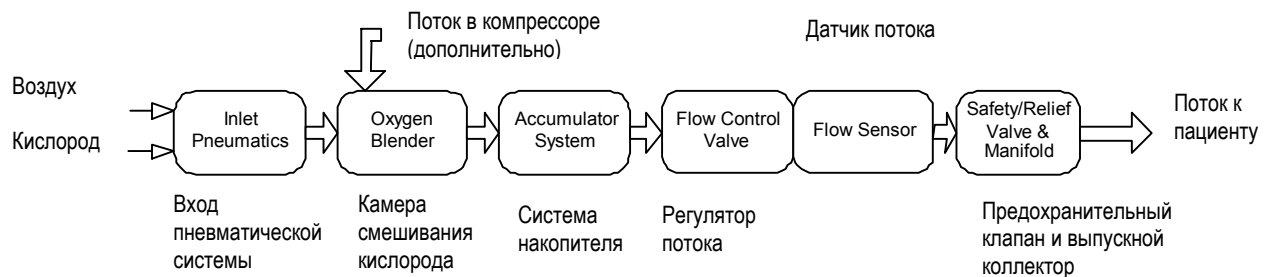 Поток в компрессоре
(дополнительно)
Датчик потока
Воздух
Кислород
Inlet
Pneumatics
Oxygen
Blender
Accumulator
System
Flow Control
Valve
Flow Sensor
Safety/Relief
Valve &
Manifold
Поток к
пациенту
Вход
пневматической
системы
Камера
смешивания
кислорода
Система
накопителя
Регулятор
потока
Предохранительный
клапан и выпускной
коллектор